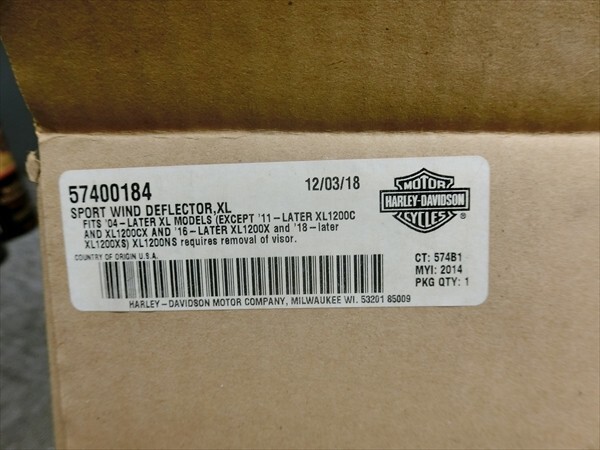 57400184 12/03/18
SPORT WIND DEFLECTOR,XL
FITS '04-LATER XL MODELS (EXCEPT '11-LATER XL1200C
AND XL1200CX AND '16-LATER XL1200X and '18-later
XL1200XS) XL1200NS requires removal of visor.
COUNTRY OF ORIGIN U.S.A.
HARLEY-DAVIDSON MOTOR COMPANY, MILWAUKEE WI. 53201 85009
MOTOR
HARLEY-DAVIDSON
CYCLES
CT: 574B1
MYI: 2014
PKG QTY: 1